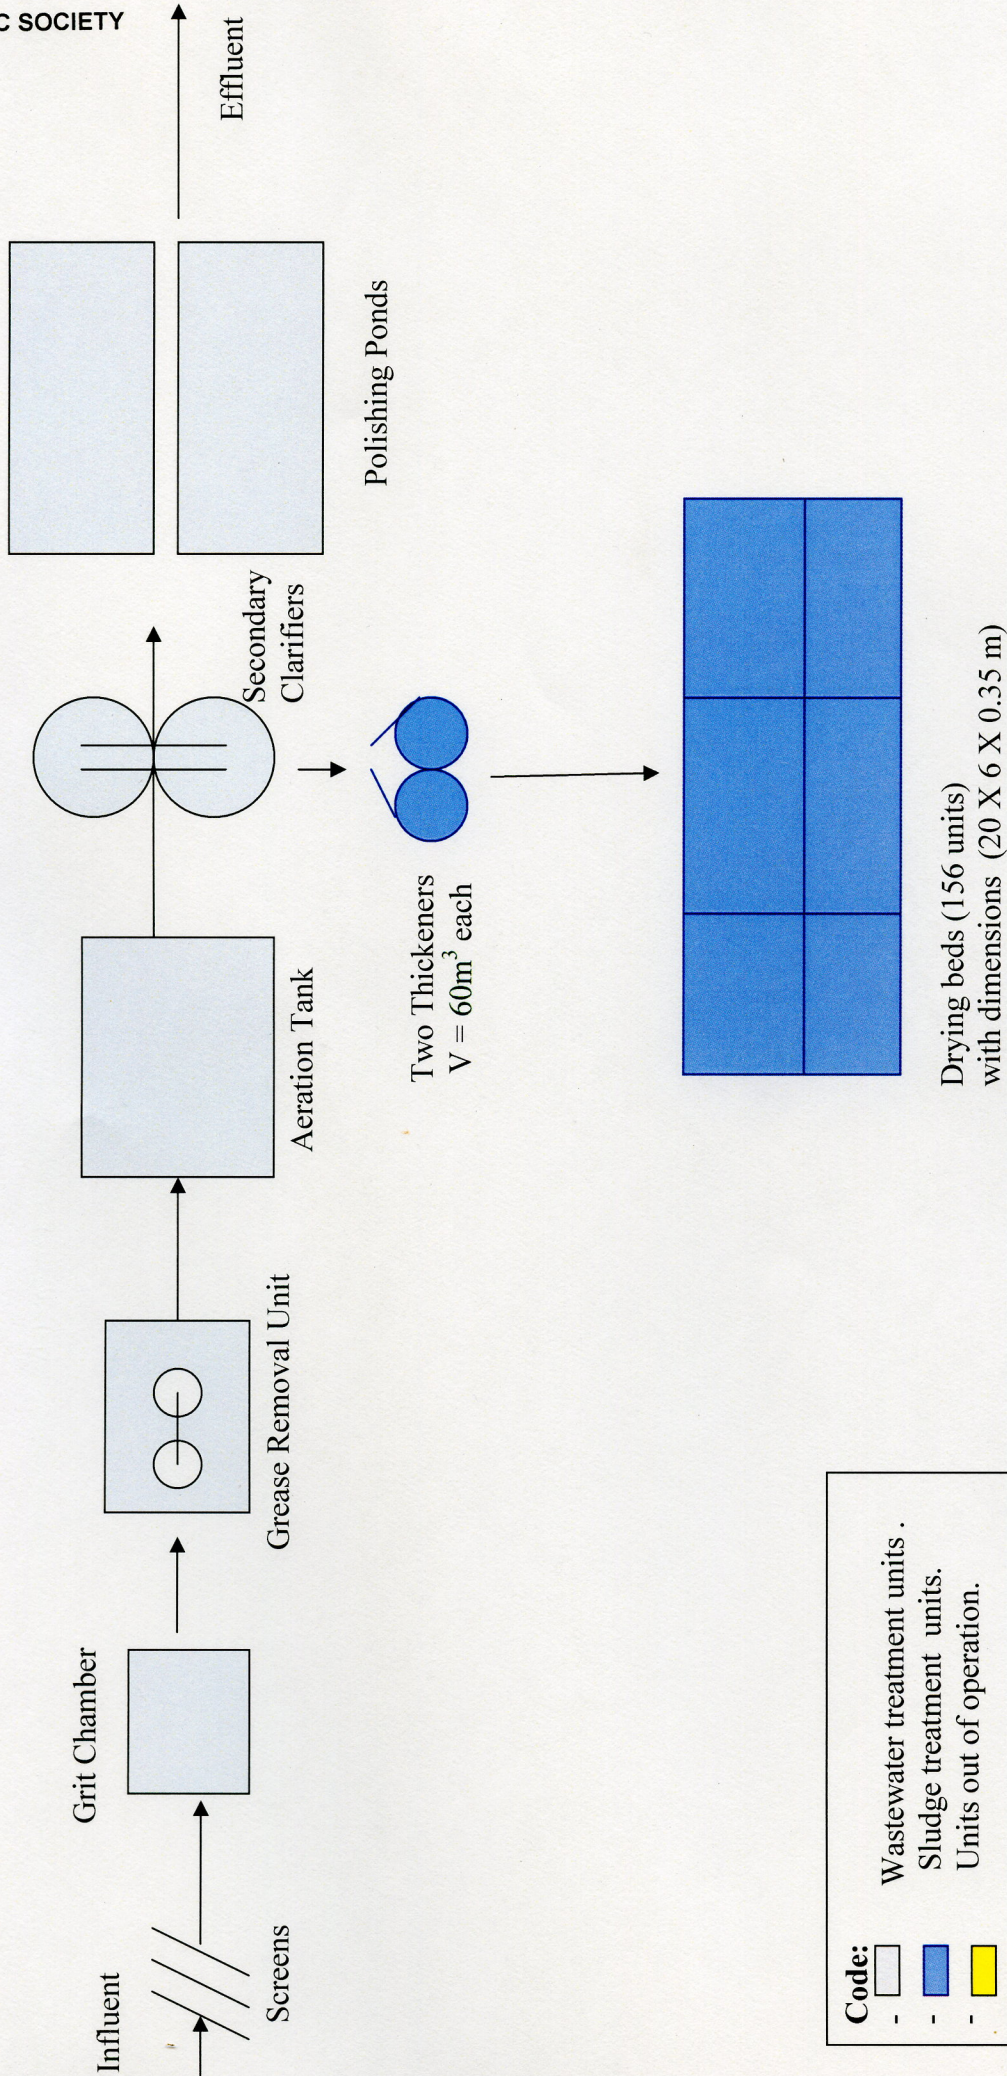 C SOCIETY
Influent
Screens
Grit Chamber
Grease Removal Unit
Aeration Tank
Secondary
Clarifiers
Polishing Ponds
Effluent
Two Thickeners
V = 60m³ each
Drying beds (156 units)
with dimensions (20 X 6 X 0.35 m)
Code:
- Wastewater treatment units .
- Sludge treatment units.
- Units out of operation.